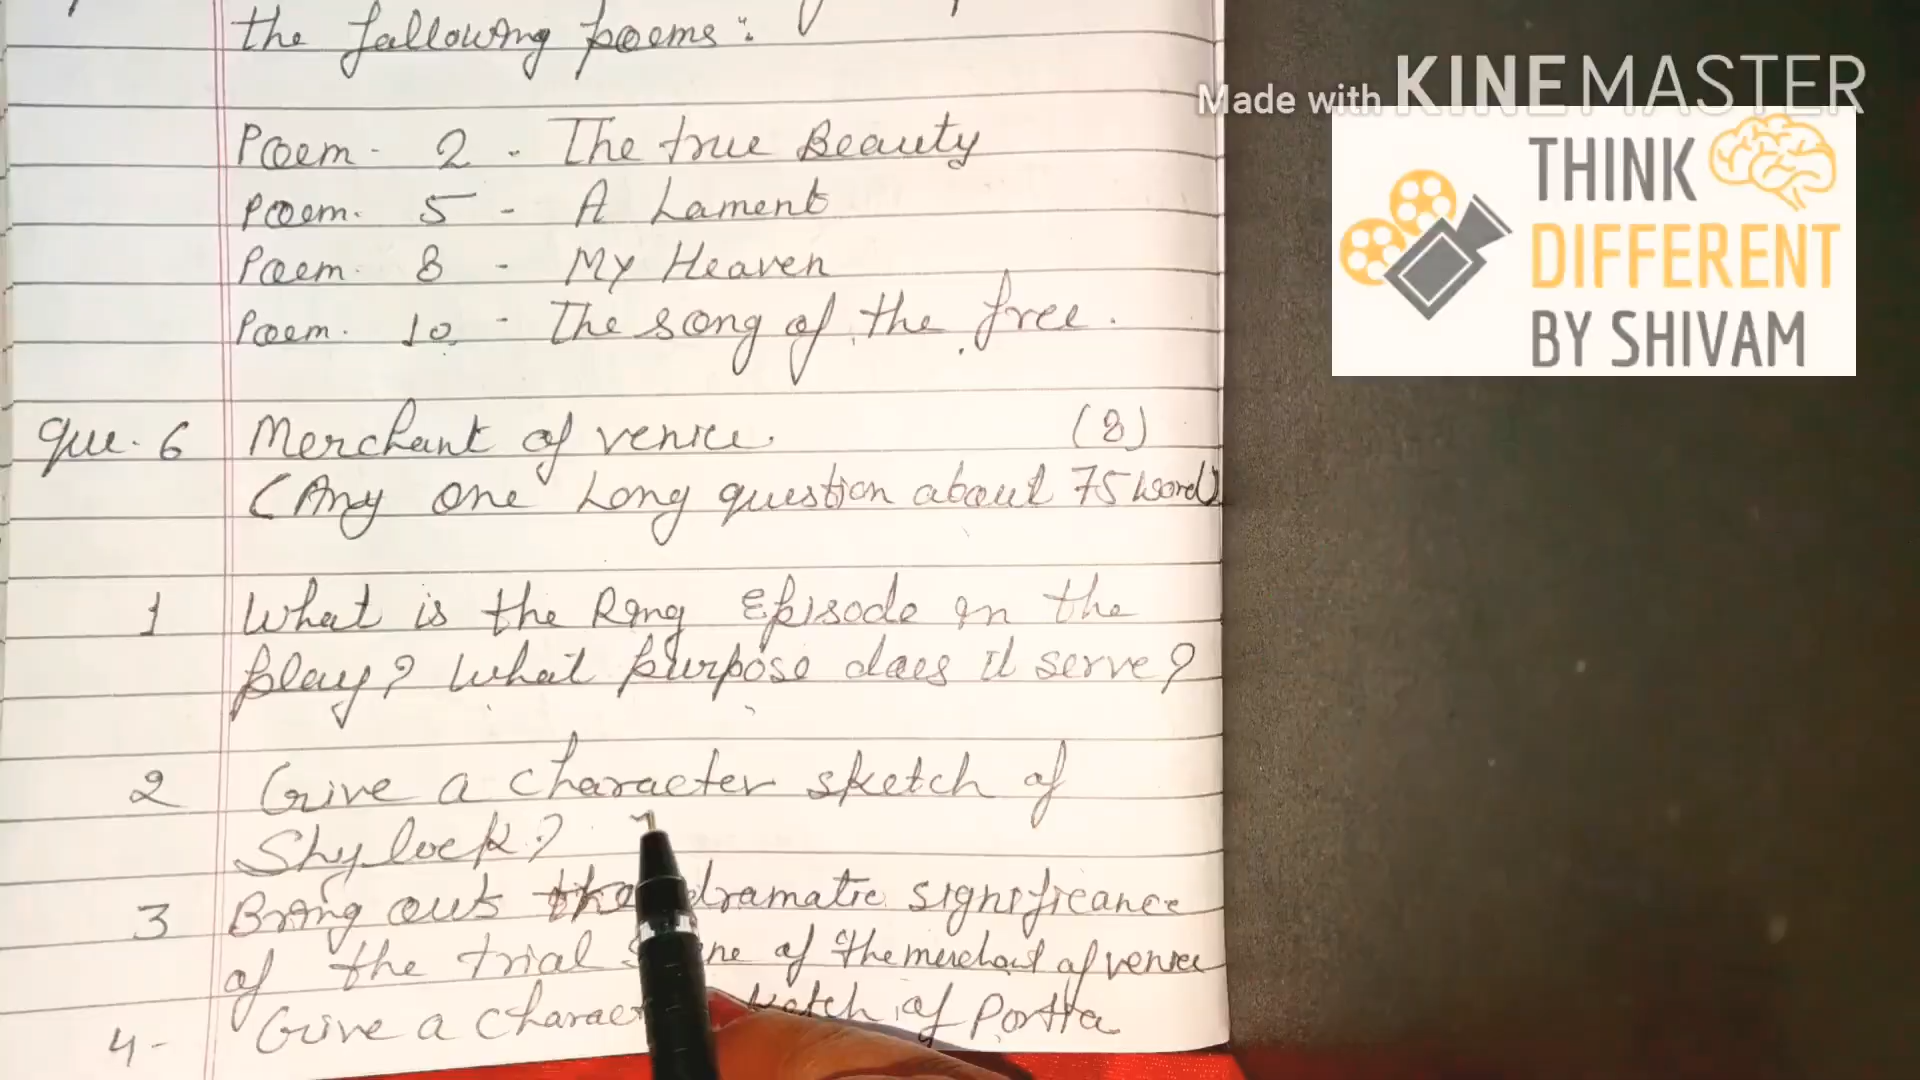 the following poems:
Poem - 2 - The true Beauty
Poem - 5 - A Lament
Poem - 8 - My Heaven
Poem - 10 - The song of the free.
Que. 6 Merchant of venice (8)
(Any one Long question about 75 word)
1 What is the Ring Episode in the
play? What purpose does it serve?
2 Give a character sketch of
Shylock?
3 Bring out the dramatic significance
of the trial of the merchant of venice
4- Give a of Portia
Made with KINEMASTER
THINK
DIFFERENT
BY SHIVAM